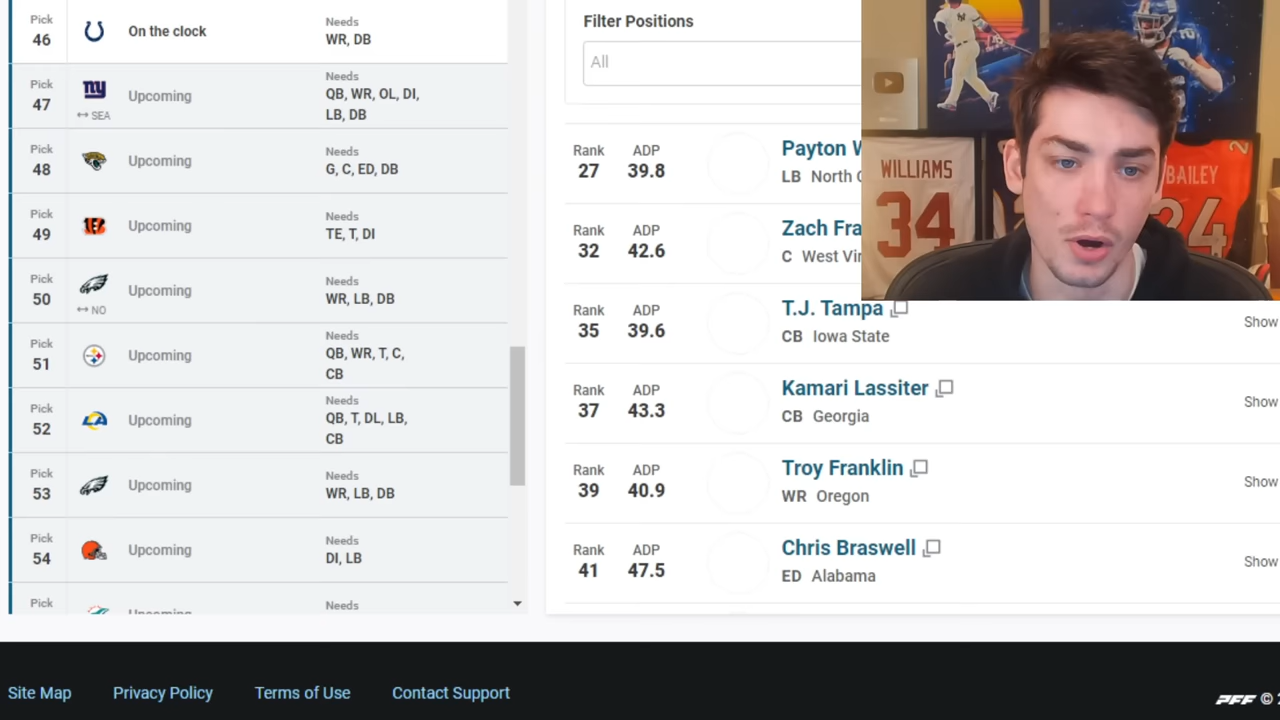 Pick
46
On the clock
Needs
WR, DB
Pick
47
SEA
Upcoming
Needs
QB, WR, OL, DI,
LB, DB
Pick
48
Upcoming
Needs
G, C, ED, DB
Pick
49
Upcoming
Needs
TE, T, DI
Pick
50
NO
Upcoming
Needs
WR, LB, DB
Pick
51
Upcoming
Needs
QB, WR, T, C,
CB
Pick
52
Upcoming
Needs
QB, T, DL, LB,
CB
Pick
53
Upcoming
Needs
WR, LB, DB
Pick
54
Upcoming
Needs
DI, LB
Pick
Upcoming
Needs
Filter Positions
All
Rank ADP
27 39.8
Payton W
LB North C
Rank ADP
32 42.6
Zach Fra
C West Vir
Rank ADP
35 39.6
T.J. Tampa
CB Iowa State
Show
Rank ADP
37 43.3
Kamari Lassiter
CB Georgia
Show
Rank ADP
39 40.9
Troy Franklin
WR Oregon
Show
Rank ADP
41 47.5
Chris Braswell
ED Alabama
Show
WILLIAMS
34
BAILEY
24
Site Map Privacy Policy Terms of Use Contact Support
PFF ©